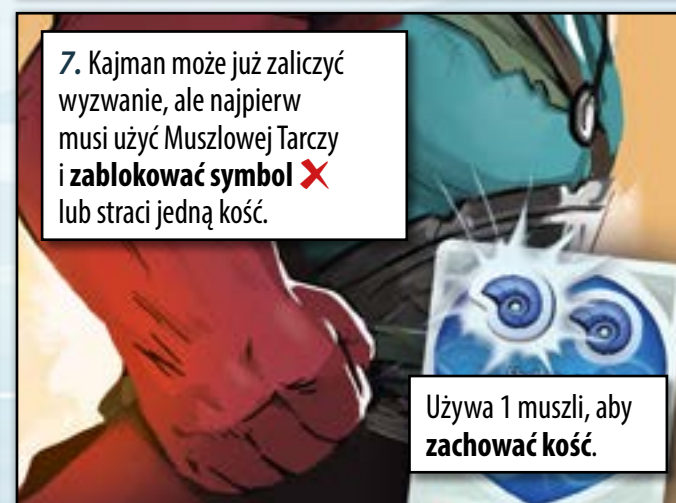 7. Kajman może już zaliczyć
wyzwanie, ale najpierw
musi użyć Muszlowej Tarczy
i zablokować symbol ❌
lub straci jedną kość.
Używa 1 muszli, aby
zachować kość.